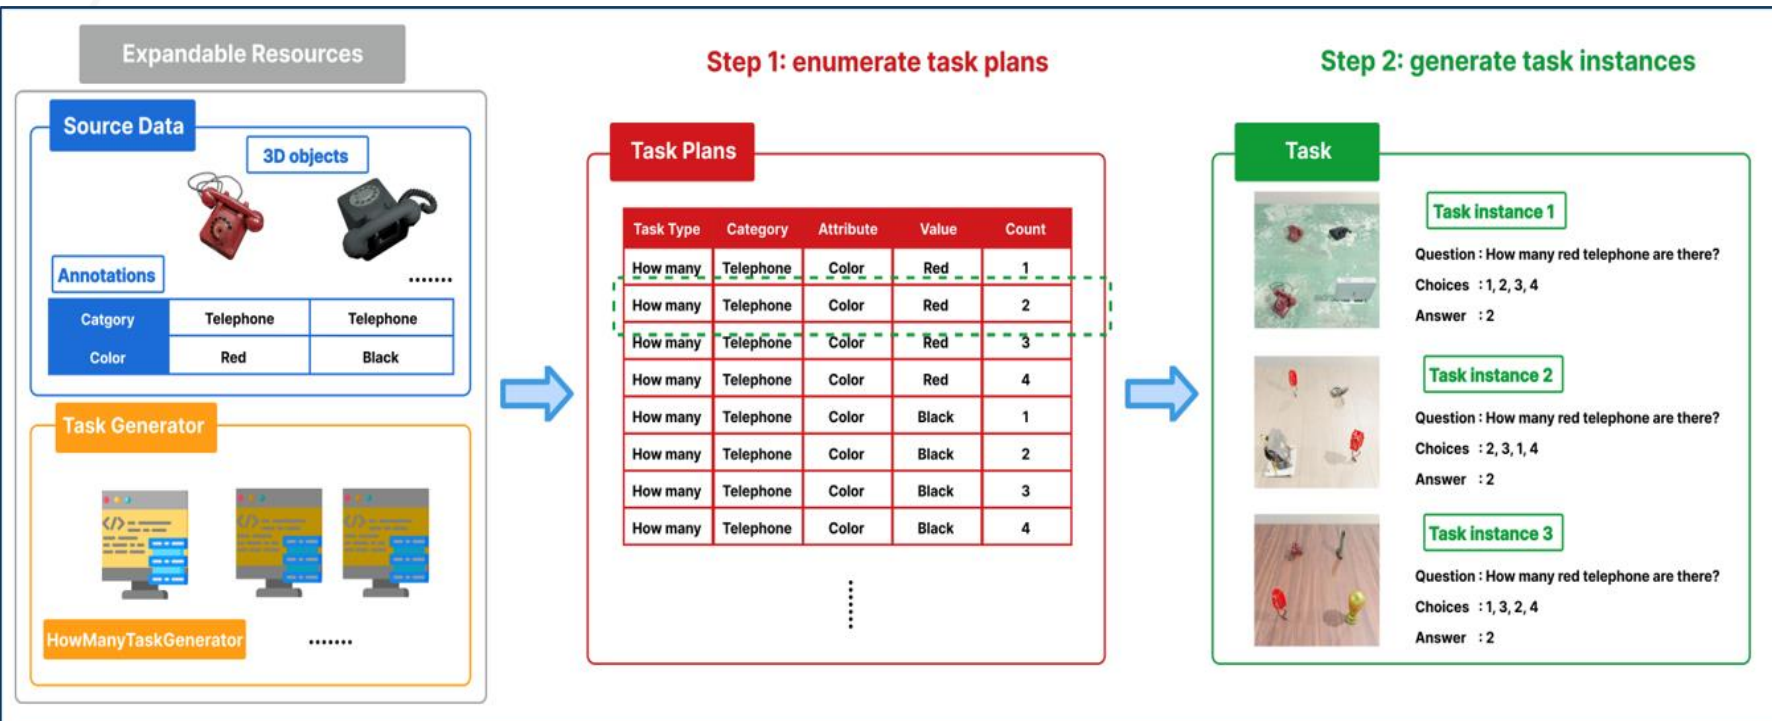 Expandable Resources
Source Data
3D objects
Annotations
.......
Catgory Telephone Telephone
Color Red Black
Task Generator
</>
</>
</>
HowManyTaskGenerator
.......
Step 1: enumerate task plans
Task Plans
Task Type Category Attribute Value Count
How many Telephone Color Red 1
How many Telephone Color Red 2
How many Telephone Color Red 3
How many Telephone Color Red 4
How many Telephone Color Black 1
How many Telephone Color Black 2
How many Telephone Color Black 3
How many Telephone Color Black 4
Step 2: generate task instances
Task
Task instance 1
Question : How many red telephone are there?
Choices : 1, 2, 3, 4
Answer : 2
Task instance 2
Question : How many red telephone are there?
Choices : 2, 3, 1, 4
Answer : 2
Task instance 3
Question : How many red telephone are there?
Choices : 1, 3, 2, 4
Answer : 2